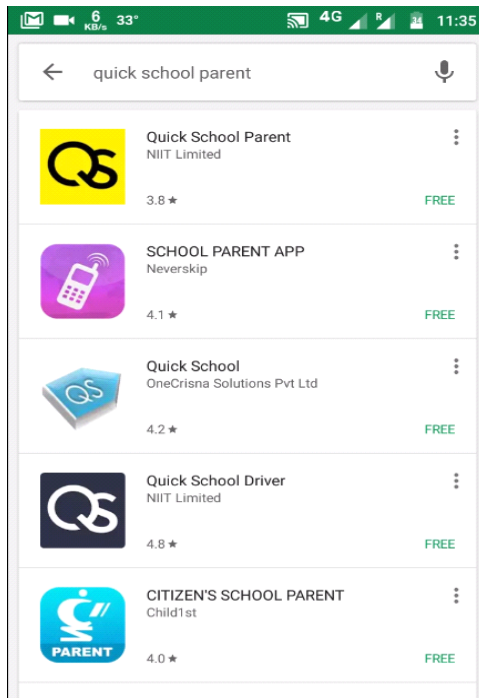 6
KB/s
33°
4G
R
11:35
quick school parent
QS
Quick School Parent
NIIT Limited
3.8 ★
FREE
SCHOOL PARENT APP
Neverskip
4.1 ★
FREE
QS
Quick School
OneCrisna Solutions Pvt Ltd
4.2 ★
FREE
QS
Quick School Driver
NIIT Limited
4.8 ★
FREE
PARENT
CITIZEN'S SCHOOL PARENT
Child1st
4.0 ★
FREE